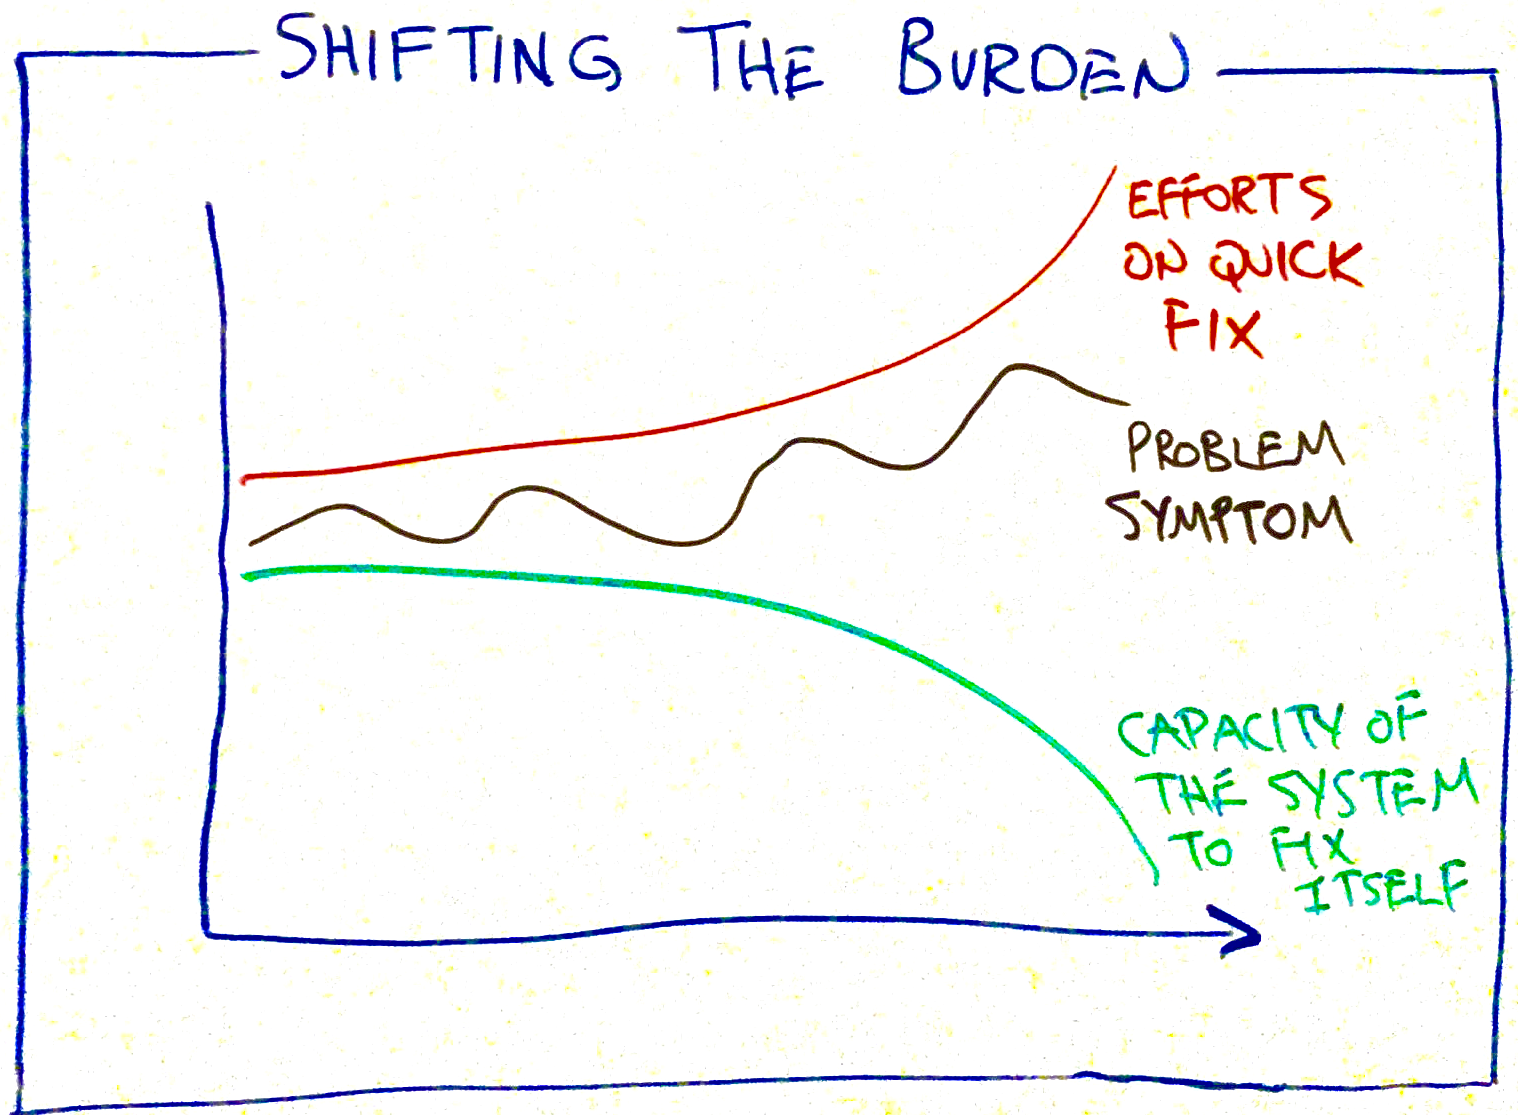 SHIFTING THE BURDEN
EFFORTS
ON QUICK
FIX
PROBLEM
SYMPTOM
CAPACITY OF
THE SYSTEM
TO FIX
ITSELF